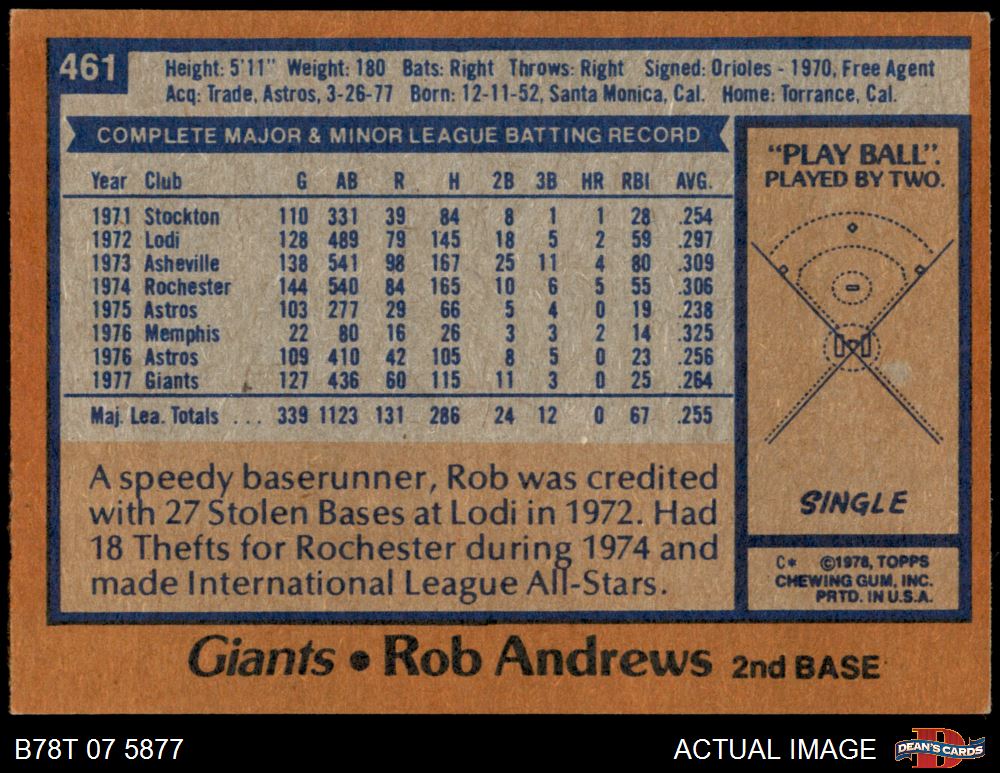 461
Height: 5'11" Weight: 180 Bats: Right Throws: Right Signed: Orioles - 1970, Free Agent
Acq: Trade, Astros, 3-26-77 Born: 12-11-52, Santa Monica, Cal. Home: Torrance, Cal.
COMPLETE MAJOR & MINOR LEAGUE BATTING RECORD
Year Club G AB R H 2B 3B HR RBI AVG.
1971 Stockton 110 331 39 84 8 1 1 28 .254
1972 Lodi 128 489 79 145 18 5 2 59 .297
1973 Asheville 138 541 98 167 25 11 4 80 .309
1974 Rochester 144 540 84 165 10 6 5 55 .306
1975 Astros 103 277 29 66 5 4 0 19 .238
1976 Memphis 22 80 16 26 3 3 2 14 .325
1976 Astros 109 410 42 105 8 5 0 23 .256
1977 Giants 127 436 60 115 11 3 0 25 .264
Maj. Lea. Totals . . . 339 1123 131 286 24 12 0 67 .255
A speedy baserunner, Rob was credited
with 27 Stolen Bases at Lodi in 1972. Had
18 Thefts for Rochester during 1974 and
made International League All-Stars.
"PLAY BALL".
PLAYED BY TWO.
SINGLE
C* ©1978, TOPPS
CHEWING GUM, INC.
PRTD. IN U.S.A.
Giants • Rob Andrews 2nd BASE
B78T 07 5877
ACTUAL IMAGE
D
DEAN'S CARDS